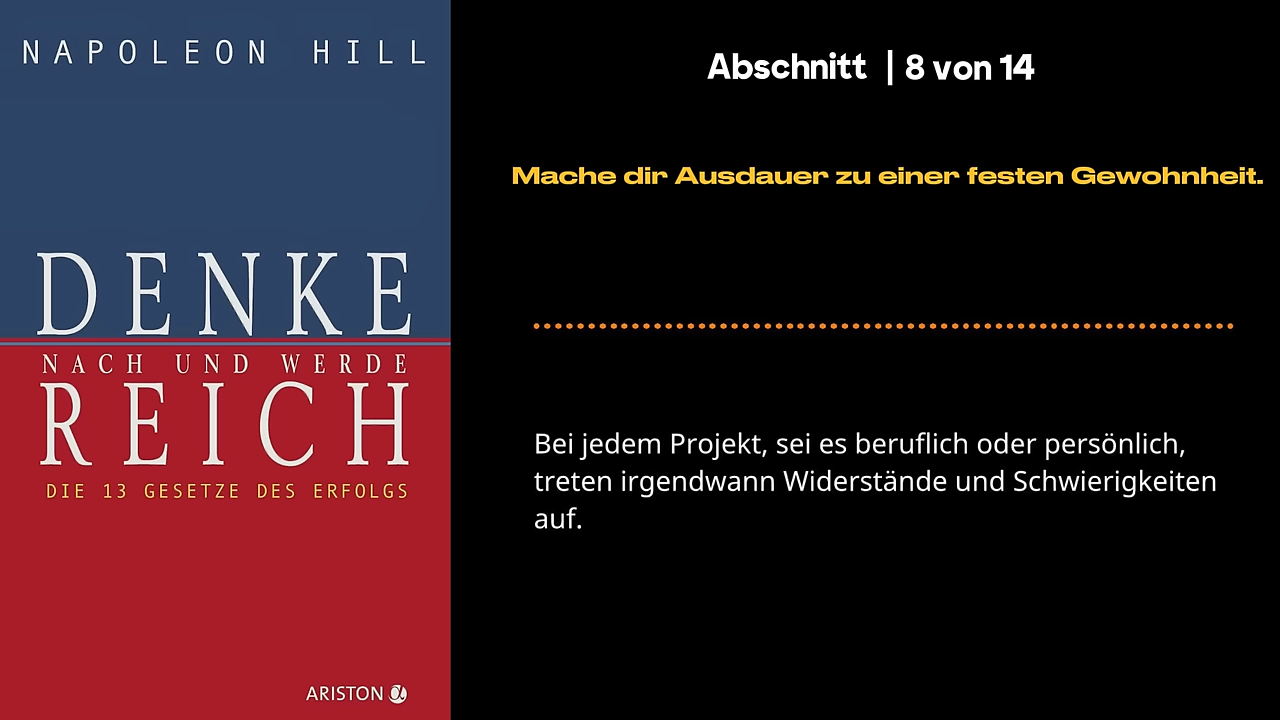 NAPOLEON HILL
DENKE
NACH UND WERDE
REICH
DIE 13 GESETZE DES ERFOLGS
ARISTON
Abschnitt | 8 von 14
Mache dir Ausdauer zu einer festen Gewohnheit.
Bei jedem Projekt, sei es beruflich oder persönlich,
treten irgendwann Widerstände und Schwierigkeiten
auf.